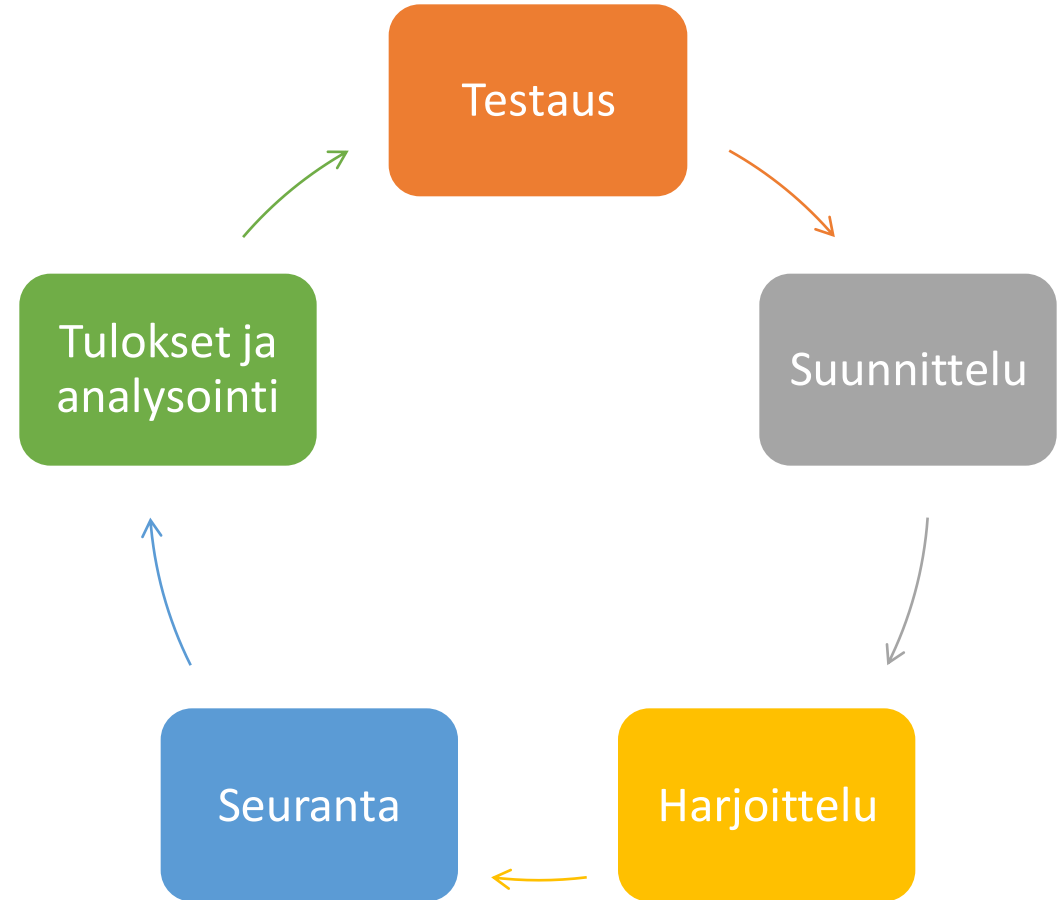 Testaus
Suunnittelu
Harjoittelu
Seuranta
Tulokset ja
analysointi